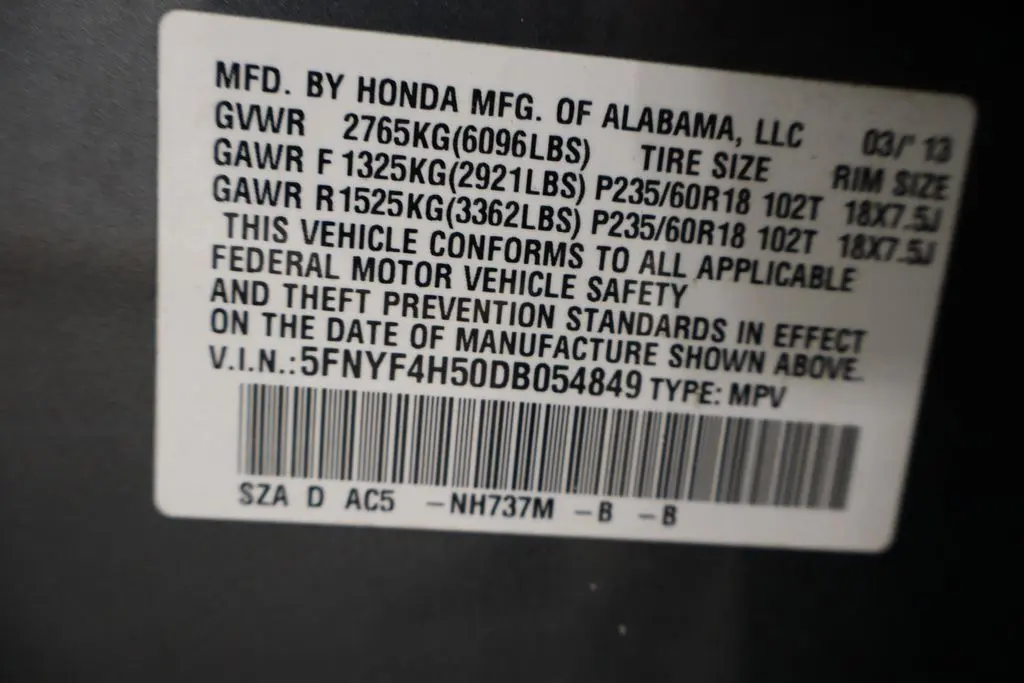 MFD. BY HONDA MFG. OF ALABAMA, LLC 03/ 13
GVWR 2765KG(6096LBS) TIRE SIZE RIM SIZE
GAWR F 1325KG(2921LBS) P235/60R18 102T 18X7.5J
GAWR R1525KG(3362LBS) P235/60R18 102T 18X7.5J
THIS VEHICLE CONFORMS TO ALL APPLICABLE
FEDERAL MOTOR VEHICLE SAFETY
AND THEFT PREVENTION STANDARDS IN EFFECT
ON THE DATE OF MANUFACTURE SHOWN ABOVE.
V.I.N.:5FNYF4H50DB054849 TYPE: MPV
SZA D AC5 -NH737M -B -B